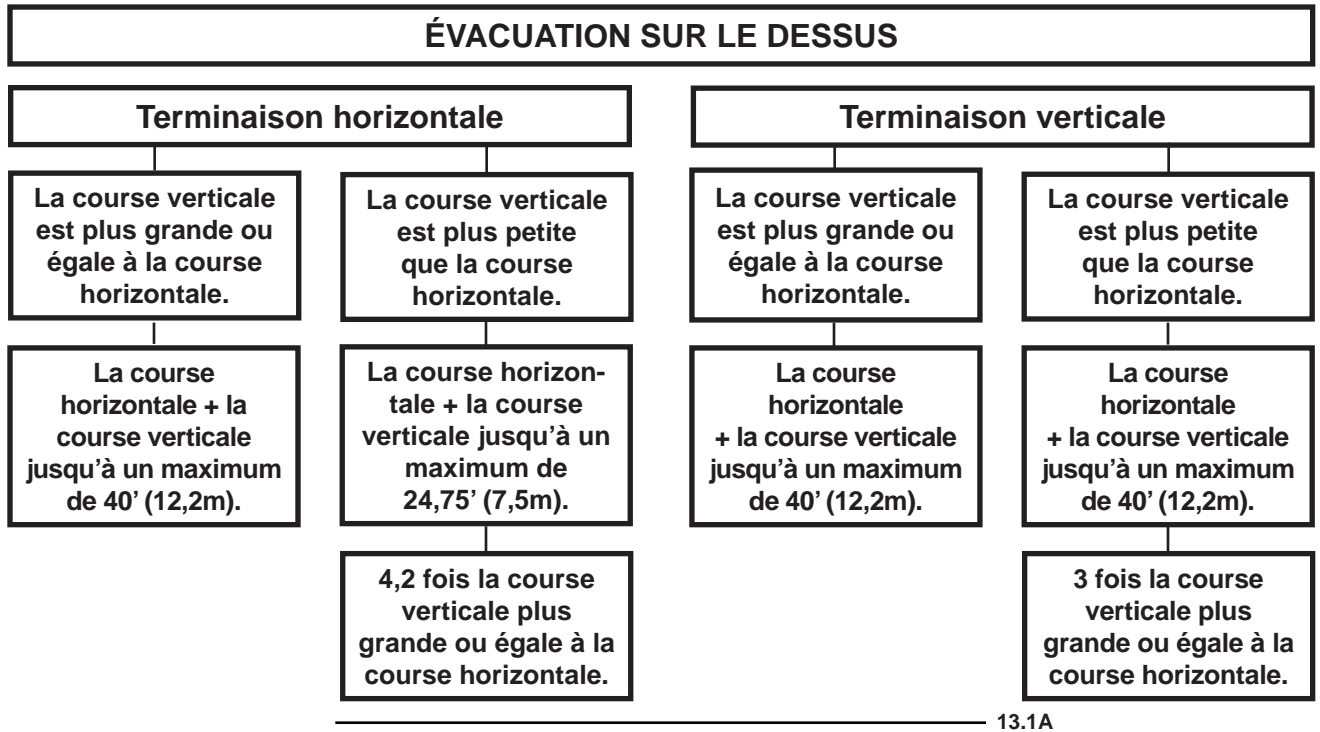 ÉVACUATION SUR LE DESSUS
Terminaison horizontale
La course verticale
est plus grande ou
égale à la course
horizontale.
La course
horizontale + la
course verticale
jusqu’à un maximum
de 40’ (12,2m).
La course verticale
est plus petite
que la course
horizontale.
La course horizon-
tale + la course
verticale jusqu’à un
maximum de
24,75’ (7,5m).
4,2 fois la course
verticale plus
grande ou égale à la
course horizontale.
Terminaison verticale
La course verticale
est plus grande ou
égale à la course
horizontale.
La course
horizontale
+ la course verticale
jusqu’à un maximum
de 40’ (12,2m).
La course verticale
est plus petite
que la course
horizontale.
La course
horizontale
+ la course verticale
jusqu’à un maximum
de 40’ (12,2m).
3 fois la course
verticale plus
grande ou égale à la
course horizontale.
13.1A